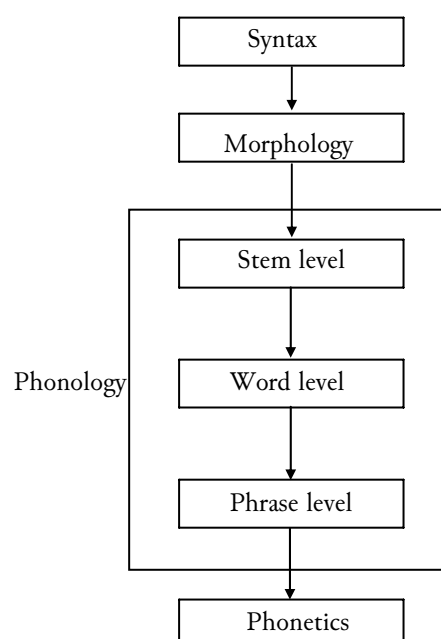 Syntax
Morphology
Stem level
Phonology
Word level
Phrase level
Phonetics